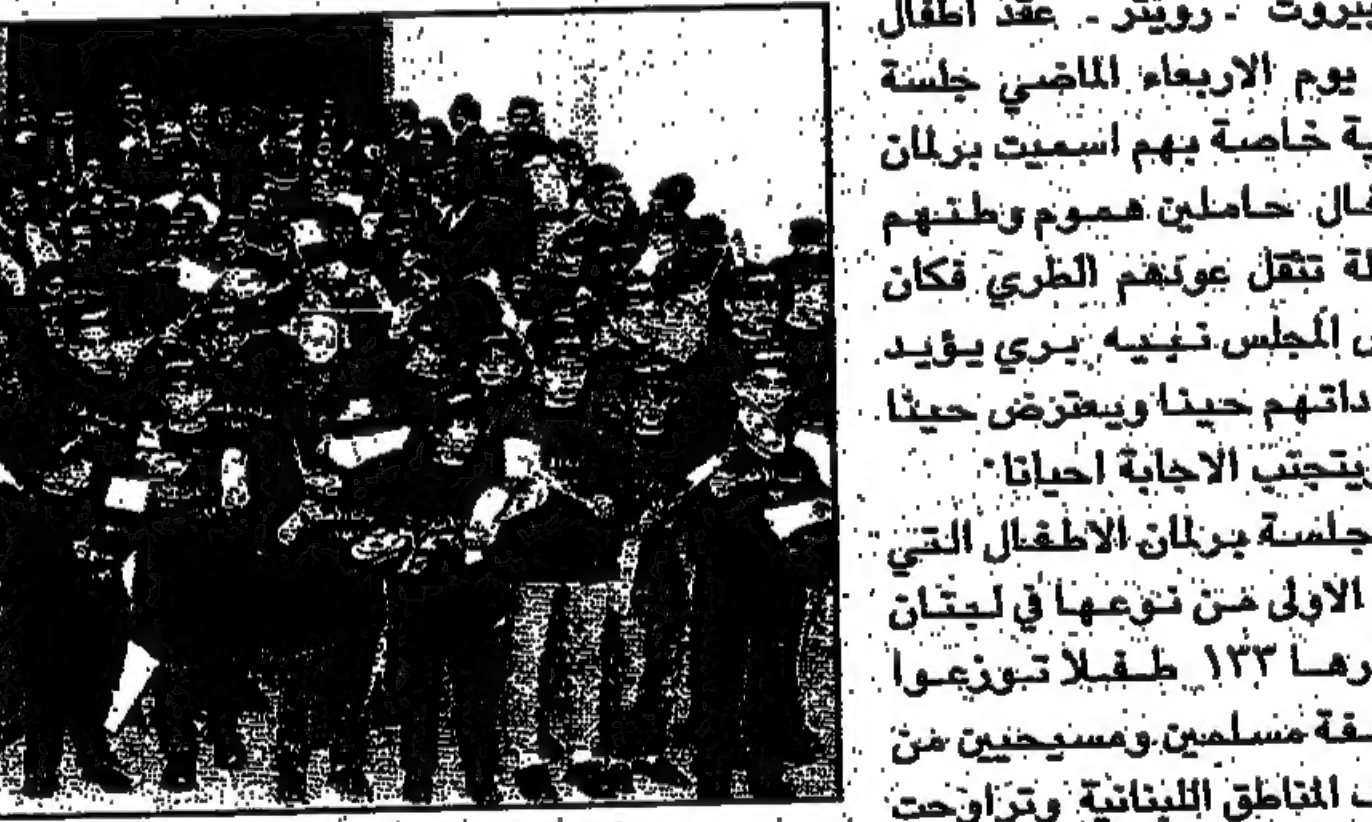 بيروت - رويتر - عقد اطفال
يوم الاربعاء الماضي جلسة
ية خاصة بهم اسميت برلمان
فال حاملين هموم وطنهم
لة تثقل عودهم الطري فكان
المجلس نبيه بري يؤيد
داتهم حينا ويعترض حينا
يتجنب الاجابة احيانا
جلسة برلمان الاطفال التي
الاولى من نوعها في لبنان
رها ١٣٣ طفلا توزعوا
مسلمين ومسيحيين من
المناطق اللبنانية وتراوحت